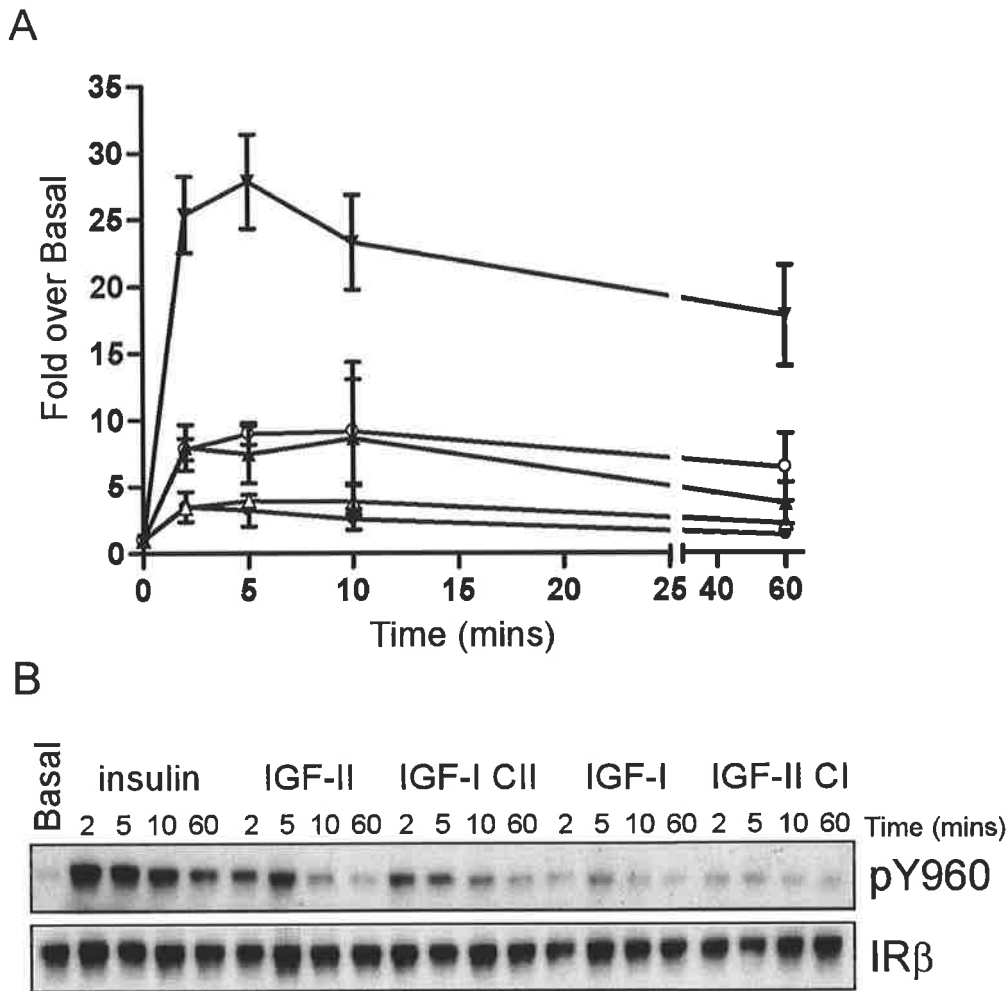 A
35
30
25
20
15
10
5
0
Fold over Basal
0 5 10 15 20 25 40 60
Time (mins)
B
Basal
insulin IGF-II IGF-I CII IGF-I IGF-II CI
2 5 10 60 2 5 10 60 2 5 10 60 2 5 10 60 2 5 10 60 Time (mins)
pY960
IRβ